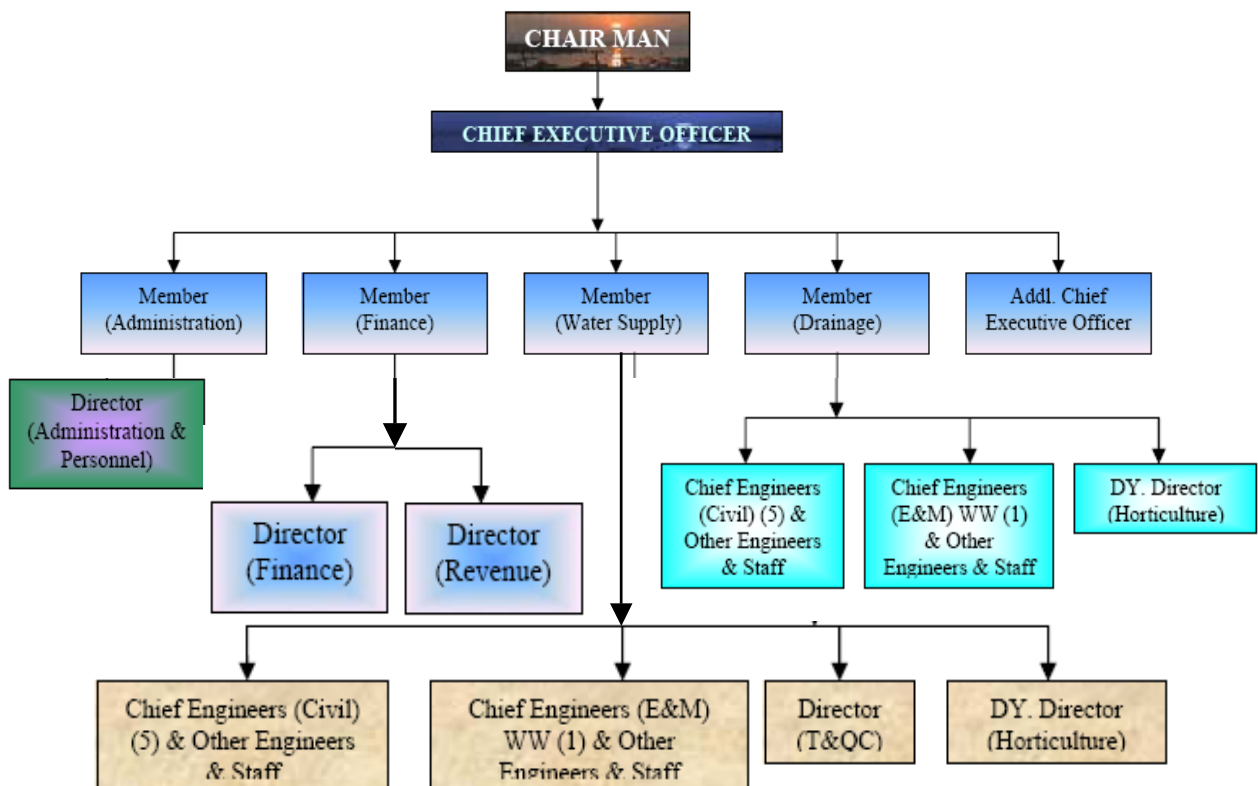 CHAIR MAN
CHIEF EXECUTIVE OFFICER
Member
(Administration)
Member
(Finance)
Member
(Water Supply)
Member
(Drainage)
Addl. Chief
Executive Officer
Director
(Administration &
Personnel)
Director
(Finance)
Director
(Revenue)
Chief Engineers
(Civil) (5) &
Other Engineers
& Staff
Chief Engineers
(E&M) WW (1)
& Other
Engineers & Staff
DY. Director
(Horticulture)
Chief Engineers (Civil)
(5) & Other Engineers
& Staff
Chief Engineers (E&M)
WW (1) & Other
Engineers & Staff
Director
(T&QC)
DY. Director
(Horticulture)